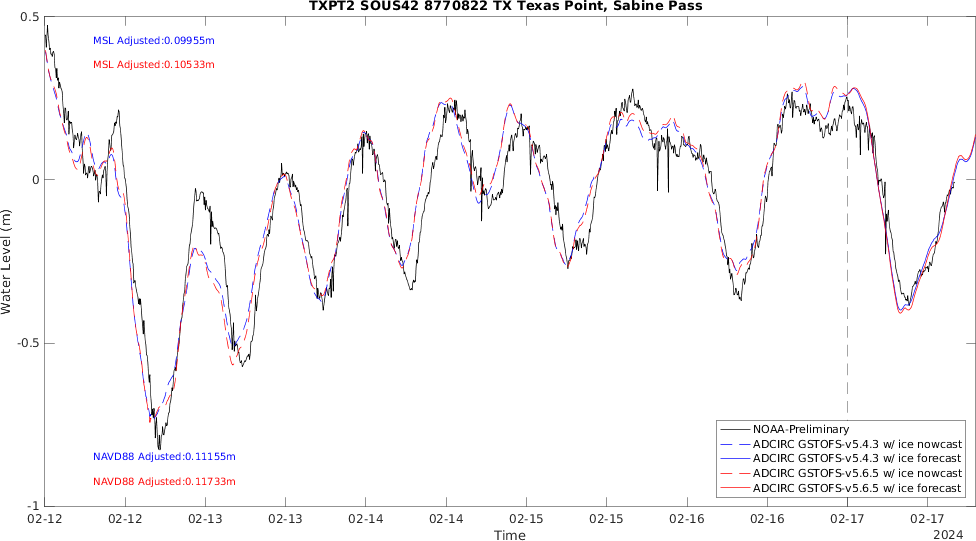 TXPT2 SOUS42 8770822 TX Texas Point, Sabine Pass
0.5
MSL Adjusted:0.09955m
MSL Adjusted:0.10533m
0
Water Level (m)
-0.5
NAVD88 Adjusted:0.11155m
NAVD88 Adjusted:0.11733m
NOAA-Preliminary
ADCIRC GSTOFS-v5.4.3 w/ ice nowcast
ADCIRC GSTOFS-v5.4.3 w/ ice forecast
ADCIRC GSTOFS-v5.6.5 w/ ice nowcast
ADCIRC GSTOFS-v5.6.5 w/ ice forecast
-1
02-12 02-12 02-13 02-13 02-14 02-14 02-15 02-15 02-16 02-16 02-17 02-17
Time
2024